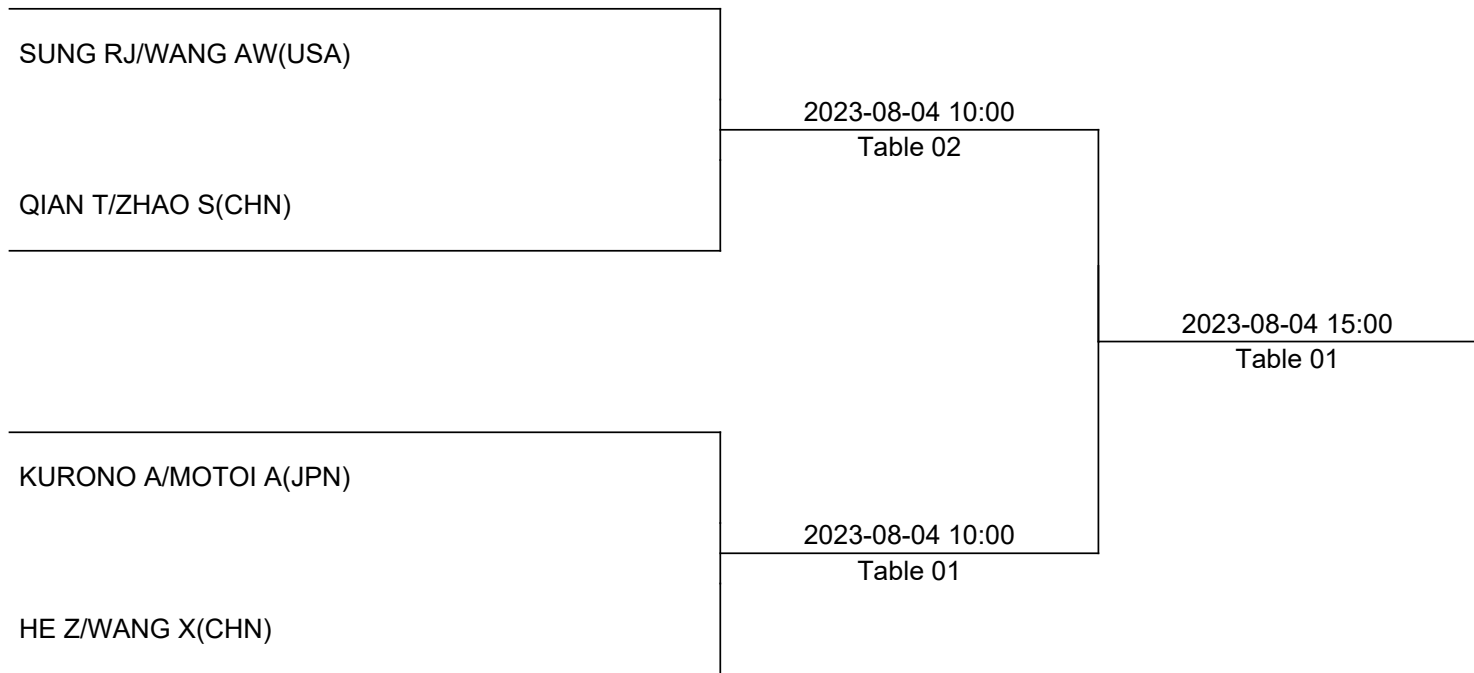 SUNG RJ/WANG AW(USA)
2023-08-04 10:00
Table 02
QIAN T/ZHAO S(CHN)
2023-08-04 15:00
Table 01
KURONO A/MOTOI A(JPN)
2023-08-04 10:00
Table 01
HE Z/WANG X(CHN)